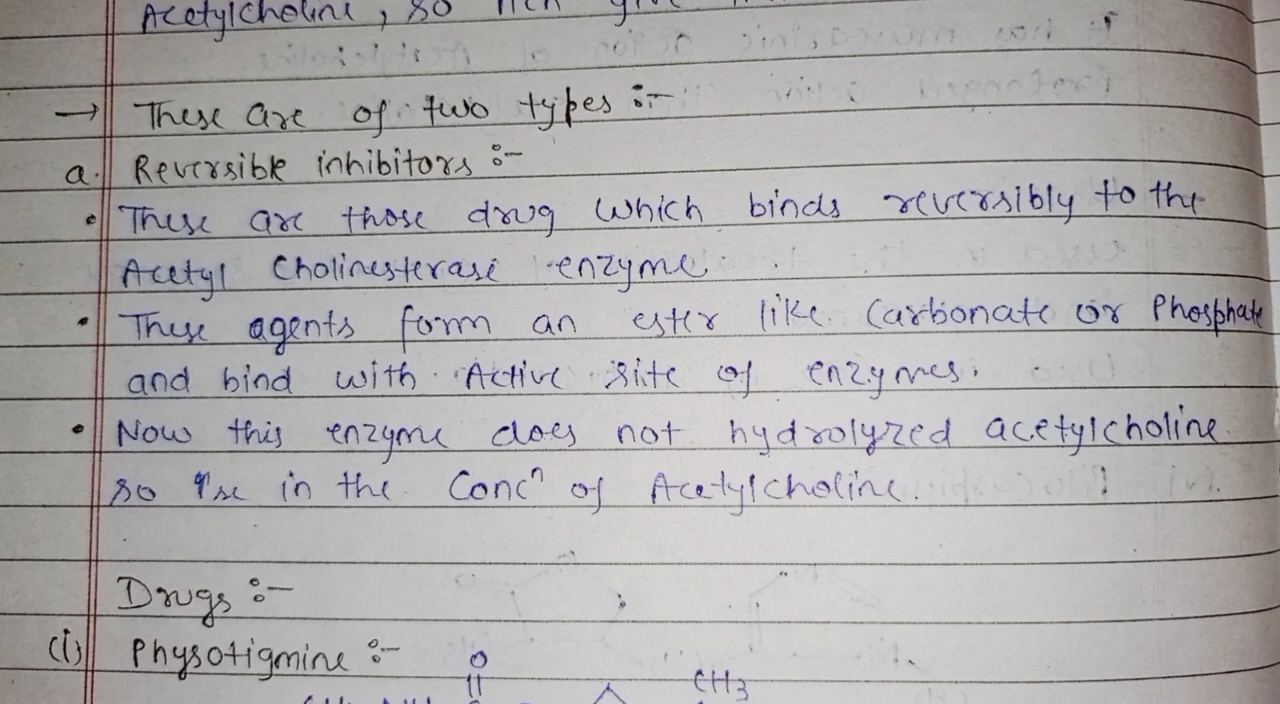 Acetylcholine, so
→ These are of two types :-
a. Reversible inhibitors :-
• These are those drug which binds reversibly to the
Acetyl Cholinesterase enzyme
• These agents form an ester like Carbonate or Phosphate
and bind with Active site of enzymes.
• Now this enzyme does not hydrolyzed acetylcholine
so ↑se in the Concⁿ of Acetylcholine.
Drugs :-
(i) Physotigmine :-
O
CH3